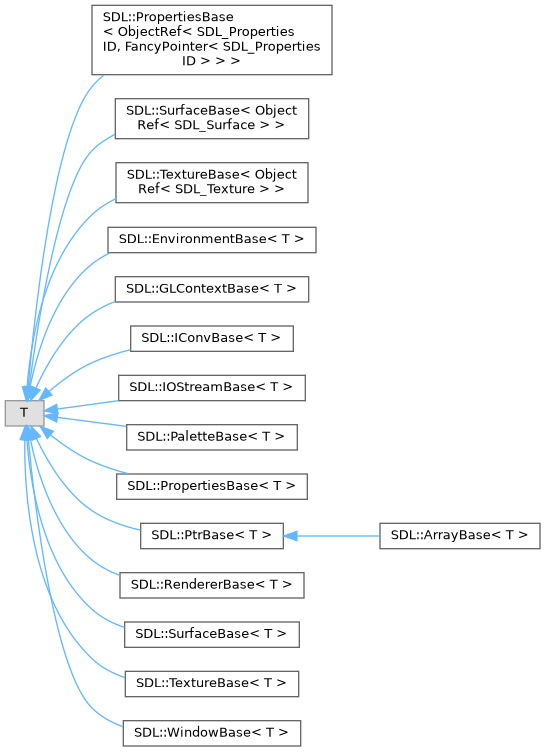 SDL::PropertiesBase
< ObjectRef< SDL_Properties
ID, FancyPointer< SDL_Properties
ID > > >
SDL::SurfaceBase< Object
Ref< SDL_Surface > >
SDL::TextureBase< Object
Ref< SDL_Texture > >
SDL::EnvironmentBase< T >
SDL::GLContextBase< T >
SDL::IConvBase< T >
SDL::IOStreamBase< T >
T
SDL::PaletteBase< T >
SDL::PropertiesBase< T >
SDL::PtrBase< T >
SDL::ArrayBase< T >
SDL::RendererBase< T >
SDL::SurfaceBase< T >
SDL::TextureBase< T >
SDL::WindowBase< T >